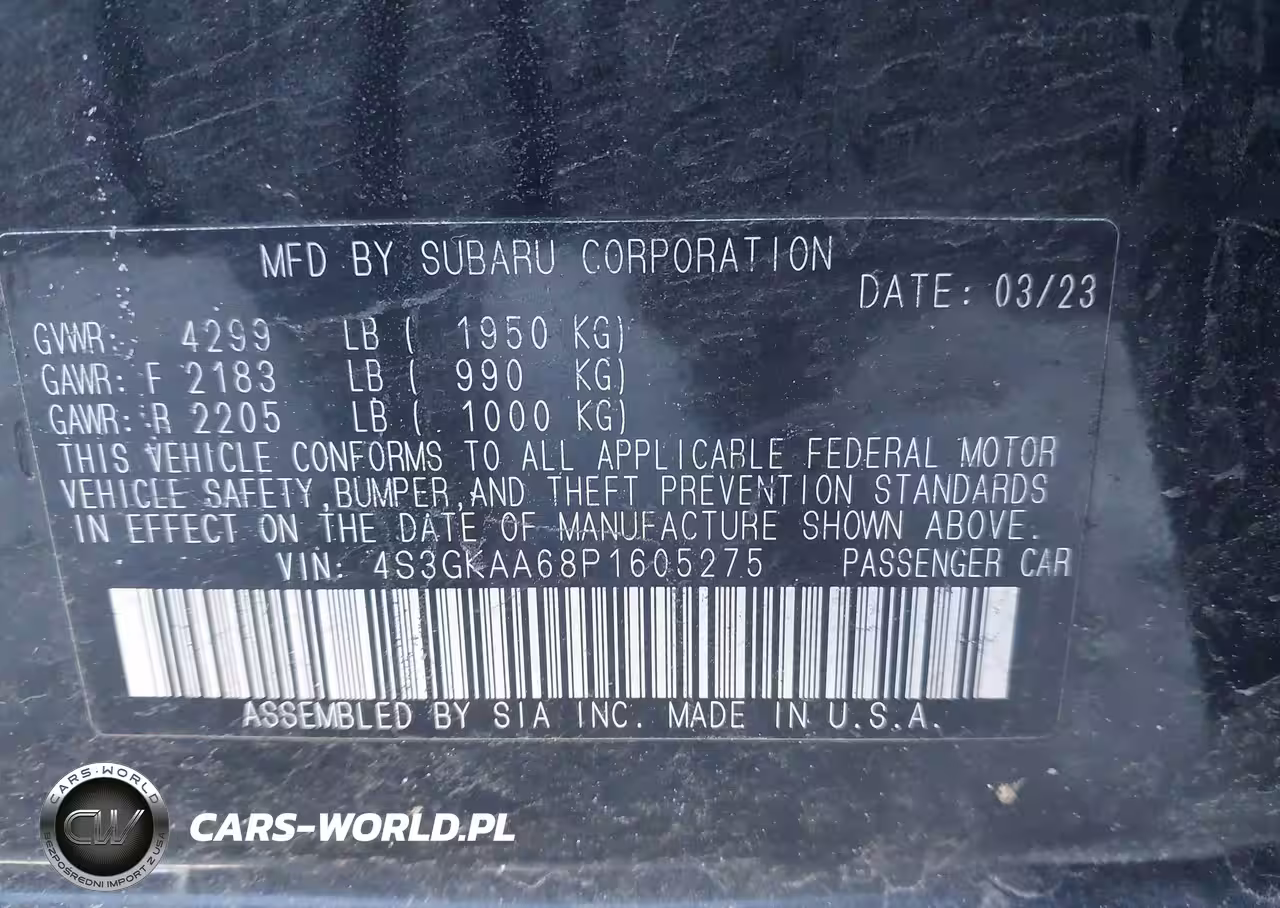 MFD BY SUBARU CORPORATION
DATE: 03/23
GVWR: 4299 LB ( 1950 KG)
GAWR: F 2183 LB ( 990 KG)
GAWR: R 2205 LB ( 1000 KG)
THIS VEHICLE CONFORMS TO ALL APPLICABLE FEDERAL MOTOR
VEHICLE SAFETY,BUMPER,AND THEFT PREVENTION STANDARDS
IN EFFECT ON THE DATE OF MANUFACTURE SHOWN ABOVE.
VIN: 4S3GKAA68P1605275 PASSENGER CAR
ASSEMBLED BY SIA INC. MADE IN U.S.A.
CARS-WORLD
CW
BEZPOŚREDNI IMPORT Z USA
CARS-WORLD.PL